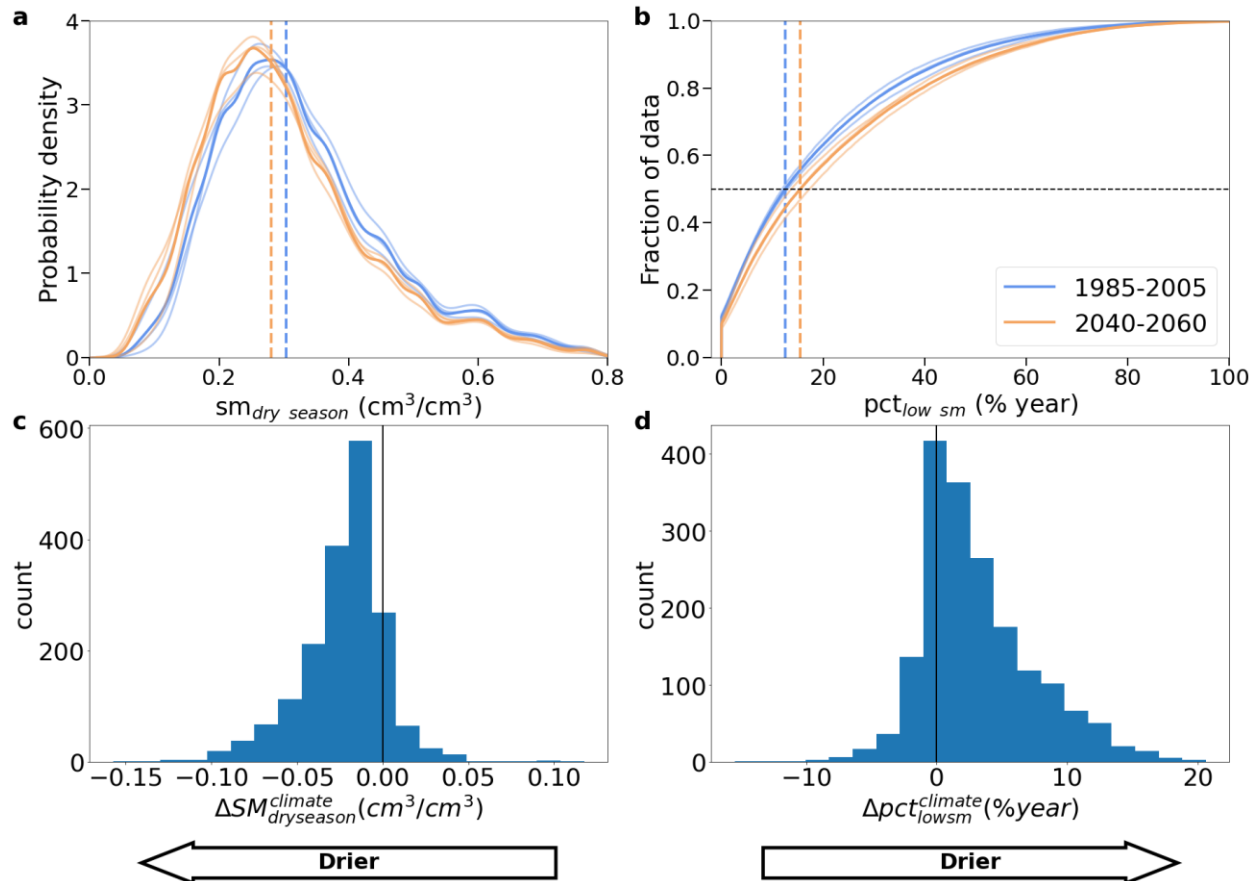 a
4
3
2
1
0
Probability density
0.0 0.2 0.4 0.6 0.8
sm_dry season (cm³/cm³)
b
1.0
0.8
0.6
0.4
0.2
0.0
Fraction of data
1985-2005
2040-2060
0 20 40 60 80 100
pct_low sm (% year)
c
600
400
200
0
count
−0.15 −0.10 −0.05 0.00 0.05 0.10
ΔSM^climate_dryseason(cm³/cm³)
Drier
d
400
300
200
100
0
count
−10 0 10 20
Δpct^climate_lowsm(%year)
Drier